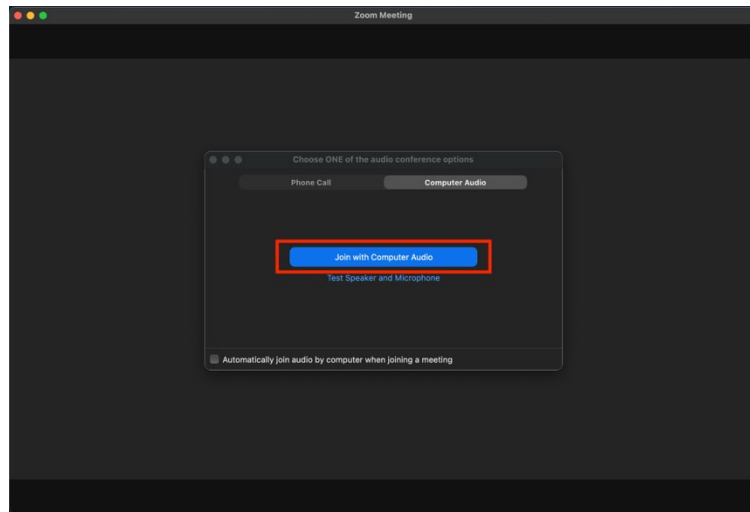 Zoom Meeting
Choose ONE of the audio conference options
Phone Call
Computer Audio
Join with Computer Audio
Test Speaker and Microphone
Automatically join audio by computer when joining a meeting